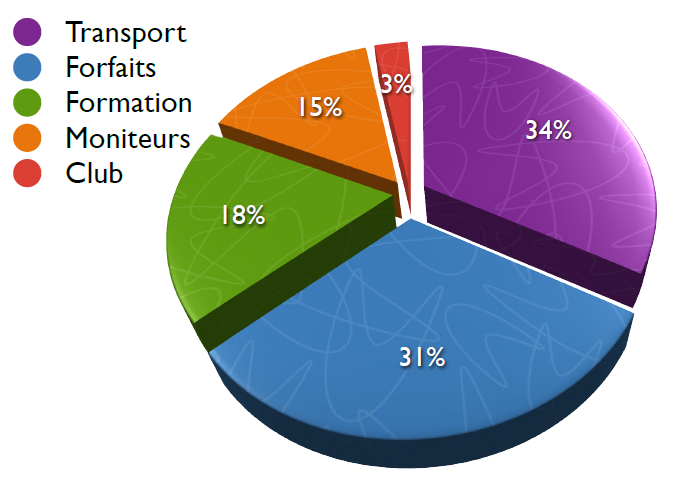 Transport
Forfaits
Formation
Moniteurs
Club
3%
15%
34%
18%
31%